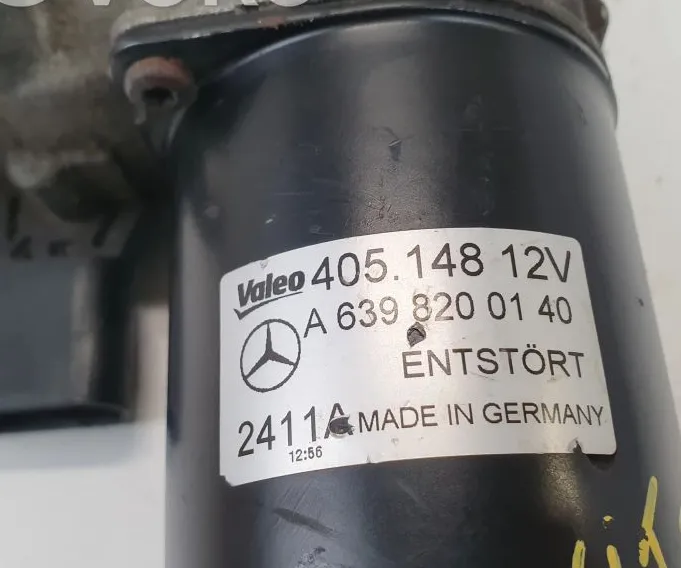 Valeo 405.148 12V
A 639 820 01 40
ENTSTÖRT
2411A MADE IN GERMANY
12:56